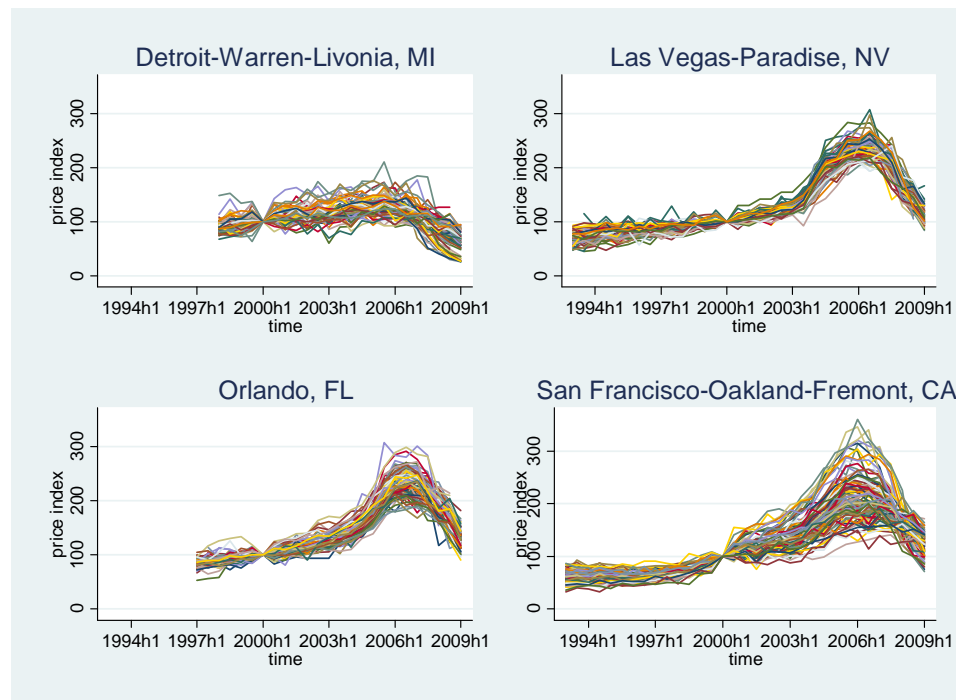 Detroit-Warren-Livonia, MI
price index
300
200
100
0
1994h1 1997h1 2000h1 2003h1 2006h1 2009h1
time
Las Vegas-Paradise, NV
price index
300
200
100
0
1994h1 1997h1 2000h1 2003h1 2006h1 2009h1
time
Orlando, FL
price index
300
200
100
0
1994h1 1997h1 2000h1 2003h1 2006h1 2009h1
time
San Francisco-Oakland-Fremont, CA
price index
300
200
100
0
1994h1 1997h1 2000h1 2003h1 2006h1 2009h1
time